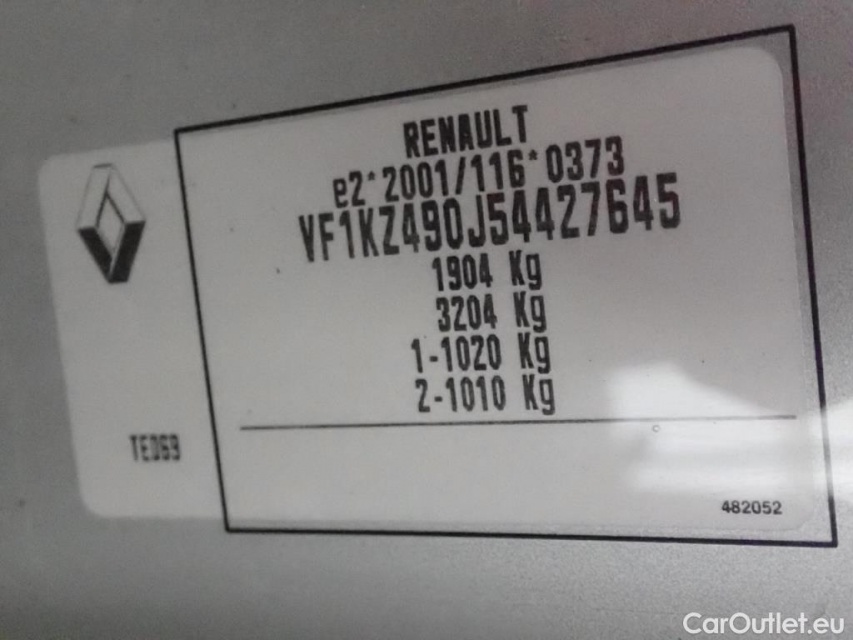 RENAULT
e2*2001/116*0373
VF1KZ490J54427645
1904 Kg
3204 Kg
1-1020 Kg
2-1010 Kg
TED69
482052
CarOutlet.eu